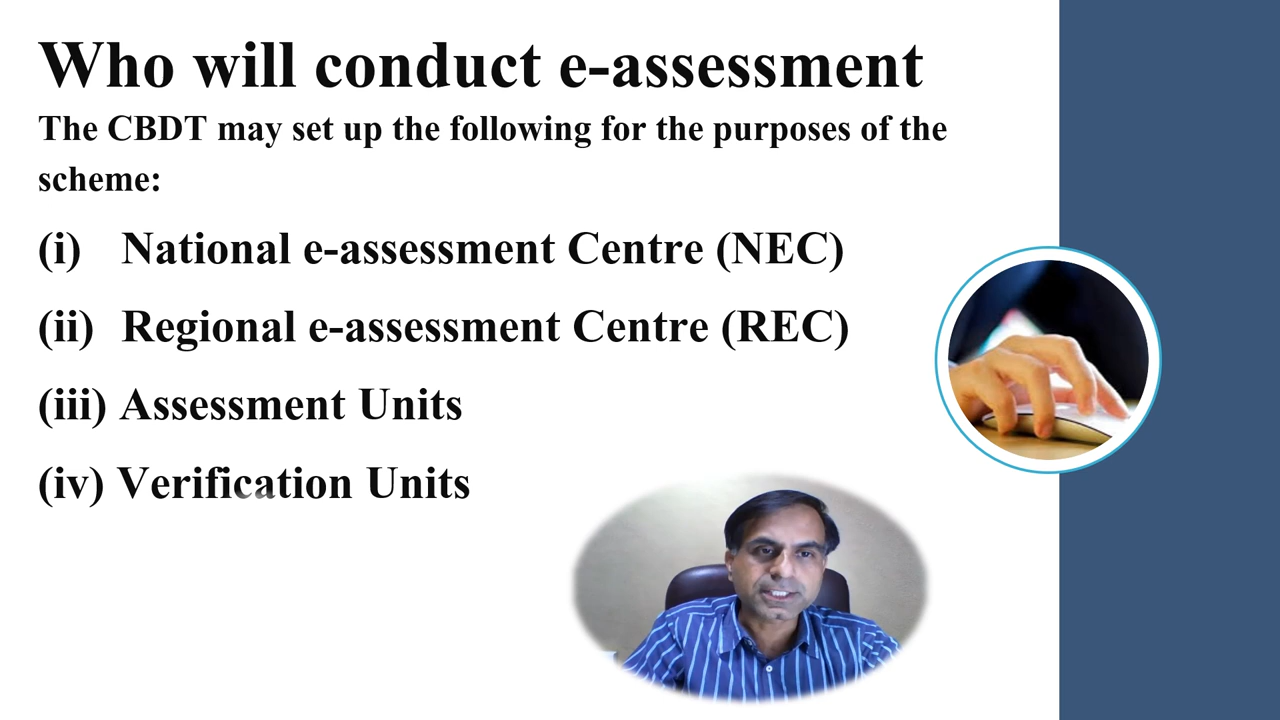 Who will conduct e-assessment
The CBDT may set up the following for the purposes of the
scheme:
(i) National e-assessment Centre (NEC)
(ii) Regional e-assessment Centre (REC)
(iii) Assessment Units
(iv) Verification Units